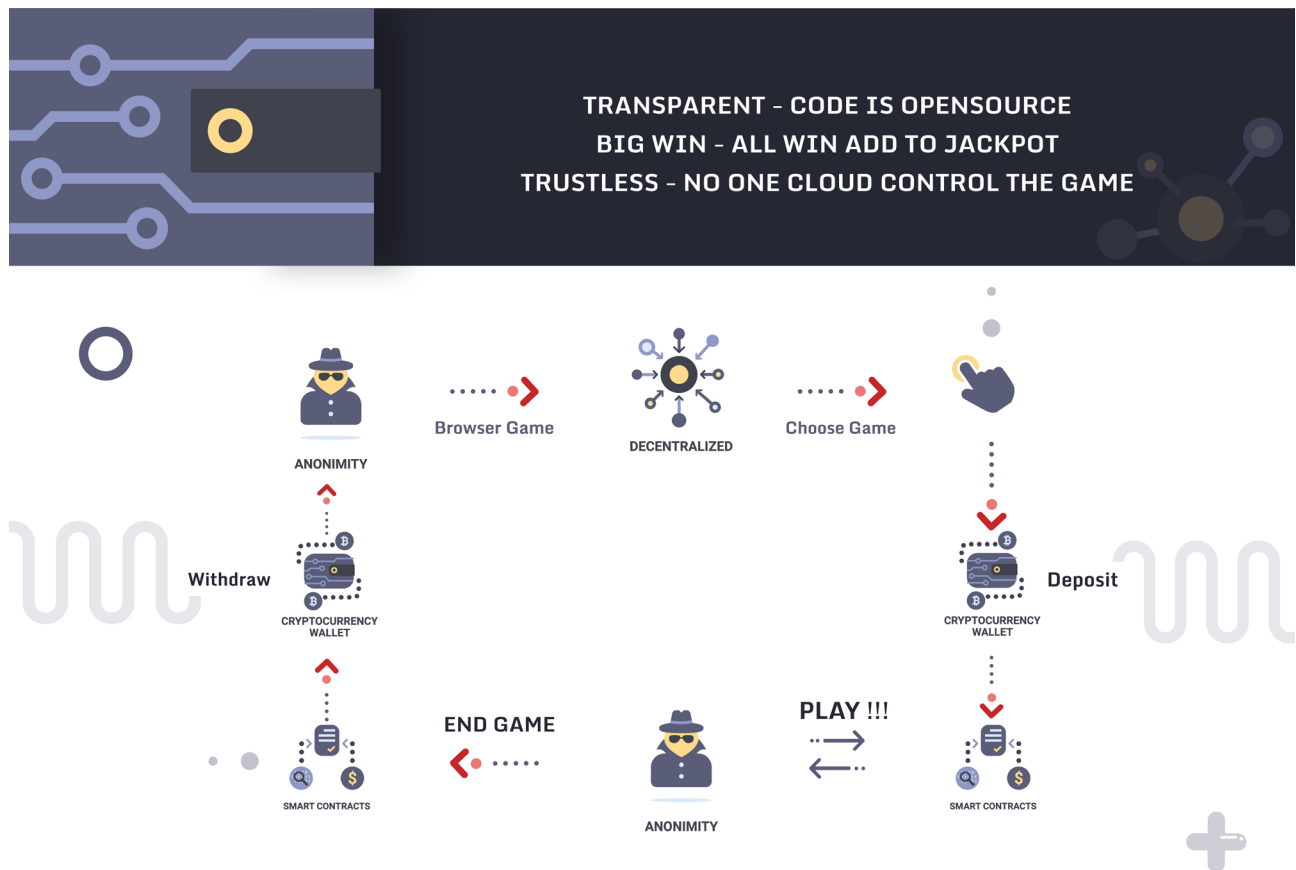 TRANSPARENT - CODE IS OPENSOURCE
BIG WIN - ALL WIN ADD TO JACKPOT
TRUSTLESS - NO ONE CLOUD CONTROL THE GAME
Browser Game
Choose Game
DECENTRALIZED
ANONIMITY
Withdraw
Deposit
CRYPTOCURRENCY
WALLET
CRYPTOCURRENCY
WALLET
END GAME
PLAY !!!
SMART CONTRACTS
SMART CONTRACTS
ANONIMITY